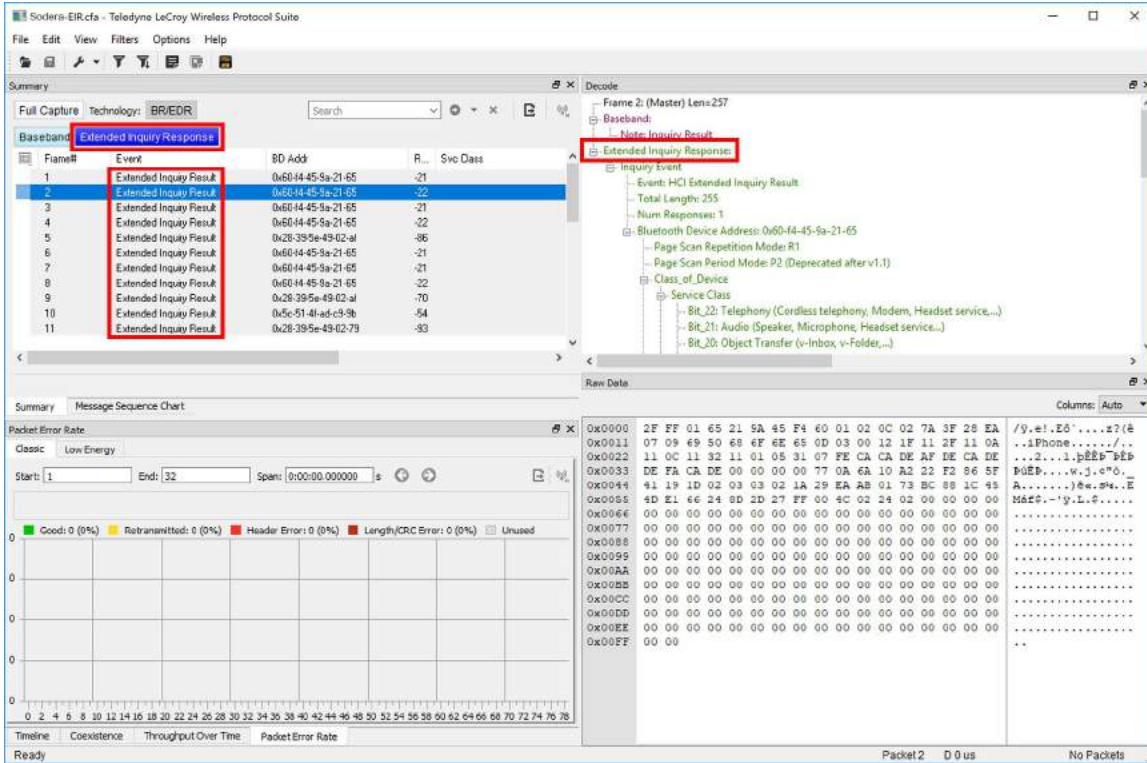 Sodera-EIR.cfa - Teledyne LeCroy Wireless Protocol Suite
File Edit View Filters Options Help
Summary
Full Capture Technology: BR/EDR Search
Baseband Extended Inquiry Response
Frame# Event BD Addr R... Svc Class
1 Extended Inquiry Result 0x60-f4-45-9a-21-65 -21
2 Extended Inquiry Result 0x60-f4-45-9a-21-65 -22
3 Extended Inquiry Result 0x60-f4-45-9a-21-65 -21
4 Extended Inquiry Result 0x60-f4-45-9a-21-65 -22
5 Extended Inquiry Result 0x28-39-5e-49-02-af -86
6 Extended Inquiry Result 0x60-f4-45-9a-21-65 -21
7 Extended Inquiry Result 0x60-f4-45-9a-21-65 -21
8 Extended Inquiry Result 0x60-f4-45-9a-21-65 -22
9 Extended Inquiry Result 0x28-39-5e-49-02-af -70
10 Extended Inquiry Result 0x5c-51-4f-ad-c9-9b -54
11 Extended Inquiry Result 0x28-39-5e-49-02-79 -93
Summary Message Sequence Chart
Decode
Frame 2: (Master) Len=257
Baseband:
Note: Inquiry Result
Extended Inquiry Response:
Inquiry Event
Event: HCI Extended Inquiry Result
Total Length: 255
Num Responses: 1
Bluetooth Device Address: 0x60-f4-45-9a-21-65
Page Scan Repetition Mode: R1
Page Scan Period Mode: P2 (Deprecated after v1.1)
Class_of_Device
Service Class
Bit_22: Telephony (Cordless telephony, Modem, Headset service,...)
Bit_21: Audio (Speaker, Microphone, Headset service...)
Bit_20: Object Transfer (v-Inbox, v-Folder,...)
Packet Error Rate
Classic Low Energy
Start: 1 End: 32 Span: 0:00:00.000000 s
Good: 0 (0%) Retransmitted: 0 (0%) Header Error: 0 (0%) Length/CRC Error: 0 (0%) Unused
0
0
0
0
0
0 2 4 6 8 10 12 14 16 18 20 22 24 26 28 30 32 34 36 38 40 42 44 46 48 50 52 54 56 58 60 62 64 66 68 70 72 74 76 78
Timeline Coexistence Throughput Over Time Packet Error Rate
Raw Data
Columns: Auto
0x0000 2F FF 01 65 21 9A 45 F4 60 01 02 0C 02 7A 3F 28 EA
0x0011 07 09 69 50 68 6F 6E 65 0D 03 00 12 1F 11 2F 11 0A ..iPhone....../..
0x0022 11 0C 11 32 11 01 05 31 07 FE CA CA DE AF DE CA DE
0x0033 DE FA CA DE 00 00 00 00 77 0A 6A 10 A2 22 F2 86 5F
0x0044 41 19 1D 02 03 03 02 1A 29 EA AB 01 73 BC 88 1C 45
0x0055 4D E1 66 24 8D 2D 27 FF 00 4C 02 24 02 00 00 00 00
0x0066 00 00 00 00 00 00 00 00 00 00 00 00 00 00 00 00 00 .................
0x0077 00 00 00 00 00 00 00 00 00 00 00 00 00 00 00 00 00 .................
0x0088 00 00 00 00 00 00 00 00 00 00 00 00 00 00 00 00 00 .................
0x0099 00 00 00 00 00 00 00 00 00 00 00 00 00 00 00 00 00 .................
0x00AA 00 00 00 00 00 00 00 00 00 00 00 00 00 00 00 00 00 .................
0x00BB 00 00 00 00 00 00 00 00 00 00 00 00 00 00 00 00 00 .................
0x00CC 00 00 00 00 00 00 00 00 00 00 00 00 00 00 00 00 00 .................
0x00DD 00 00 00 00 00 00 00 00 00 00 00 00 00 00 00 00 00 .................
0x00EE 00 00 00 00 00 00 00 00 00 00 00 00 00 00 00 00 00 .................
0x00FF 00 00 ..
Ready Packet 2 D 0 us No Packets